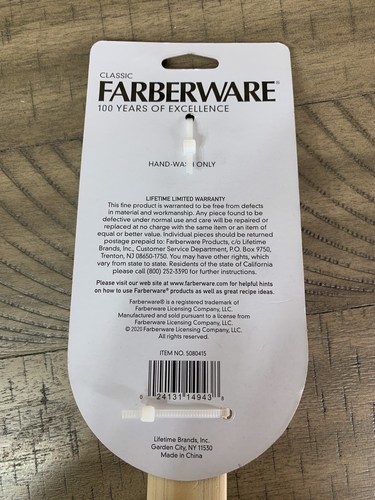 CLASSIC
FARBERWARE®
100 YEARS OF EXCELLENCE
HAND-WASH ONLY
LIFETIME LIMITED WARRANTY
This fine product is warranted to be free from defects
in material and workmanship. Any piece found to be
defective under normal use and care will be repaired or
replaced at no charge with the same item or an item of
equal or better value. Individual pieces should be returned
postage prepaid to: Farberware Products, c/o Lifetime
Brands, Inc., Customer Service Department, P.O. Box 9750,
Trenton, NJ 08650-1750. You may have other rights, which
vary from state to state. Residents of the state of California
please call (800) 252-3390 for further instructions.
Please visit our web site at www.farberware.com for helpful hints
on how to use Farberware® products as well as great recipe ideas.
Farberware® is a registered trademark of
Farberware Licensing Company, LLC.
Manufactured and sold pursuant to a license from
Farberware Licensing Company, LLC.
© 2020 Farberware Licensing Company, LLC.
All rights reserved.
ITEM NO. 5080415
0 24131 14943 8
Lifetime Brands, Inc.
Garden City, NY 11530
Made in China